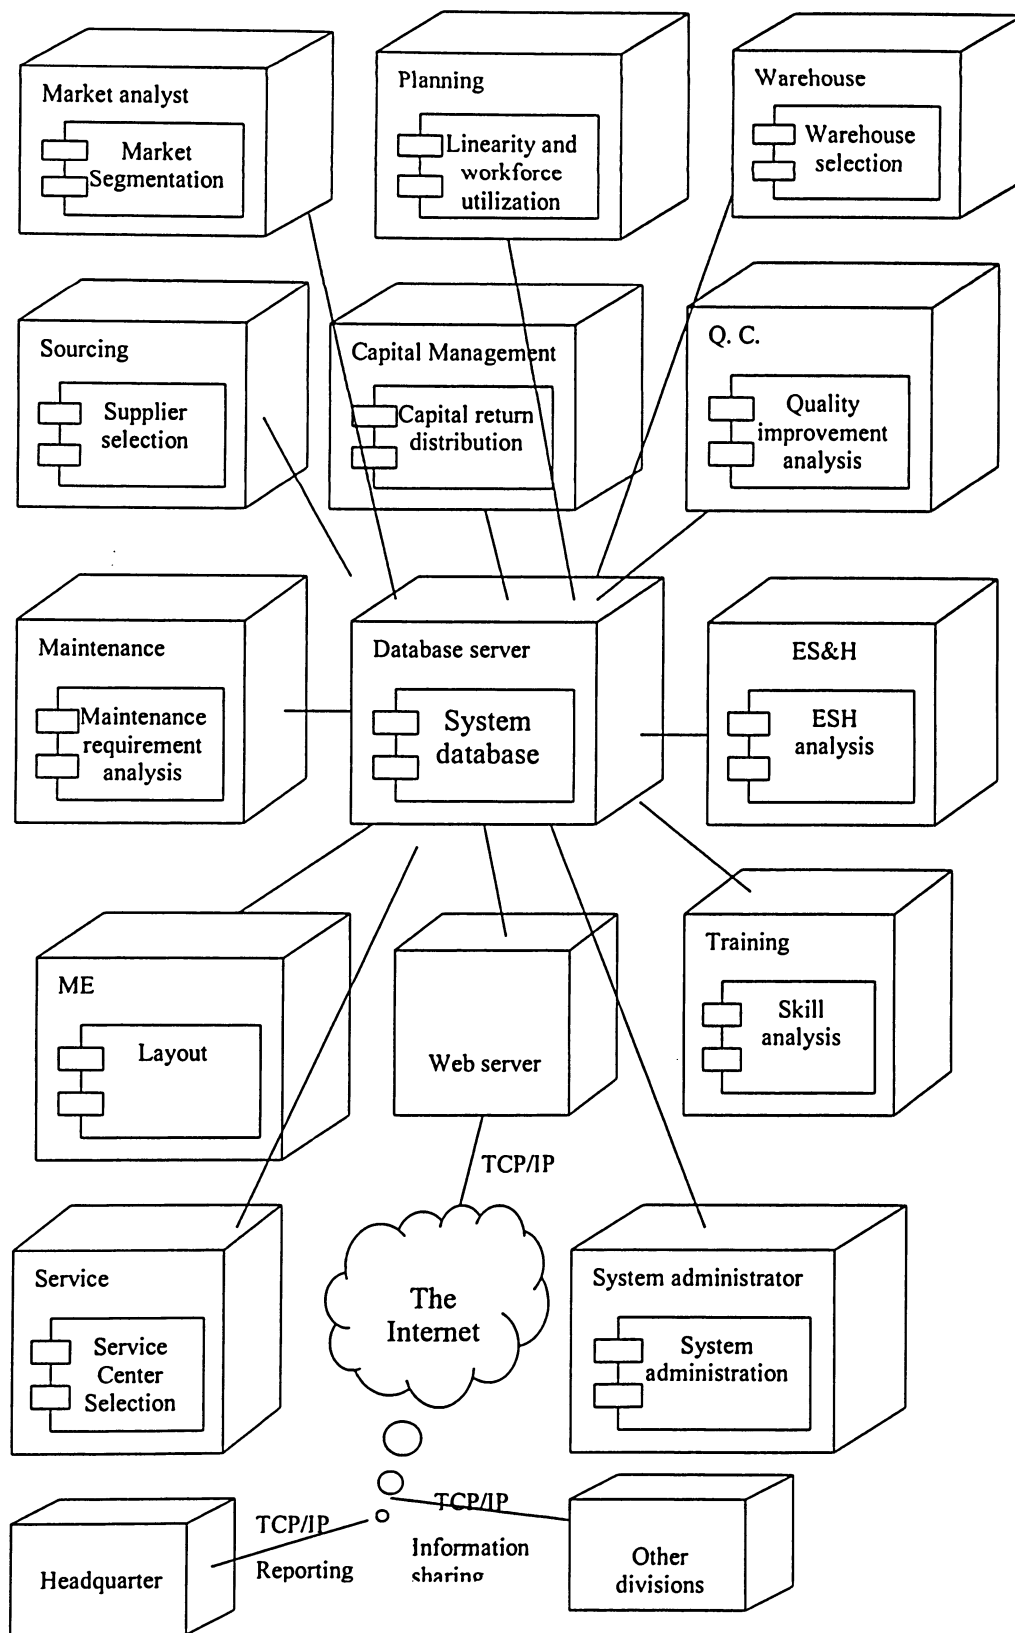 Market analyst
Market
Segmentation
Planning
Linearity and
workforce
utilization
Warehouse
Warehouse
selection
Sourcing
Supplier
selection
Capital Management
Capital return
distribution
Q. C.
Quality
improvement
analysis
Maintenance
Maintenance
requirement
analysis
Database server
System
database
ES&H
ESH
analysis
ME
Layout
Web server
Training
Skill
analysis
TCP/IP
Service
Service
Center
Selection
The
Internet
System administrator
System
administration
Headquarter
TCP/IP
Reporting
TCP/IP
Information
sharing
Other
divisions